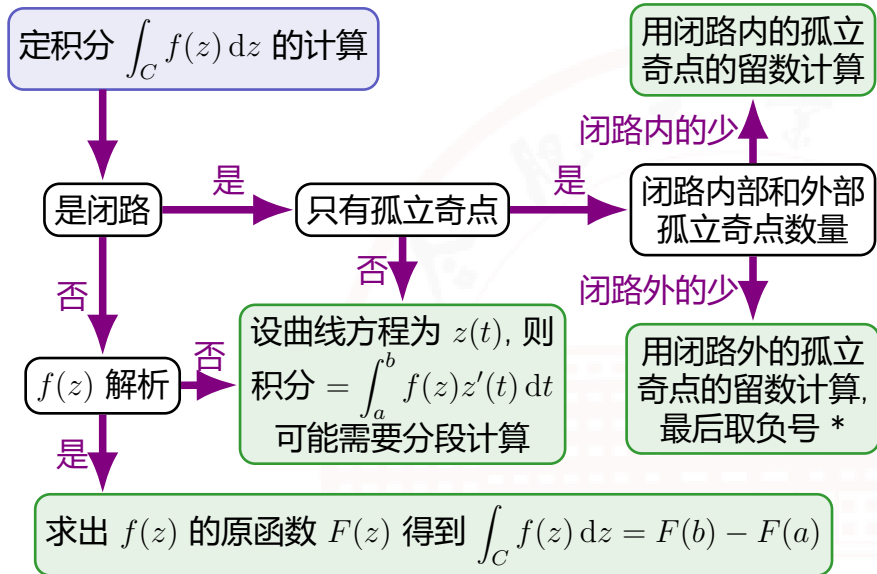 定积分 $\int_C f(z)\,\mathrm{d}z$ 的计算
用闭路内的孤立
奇点的留数计算
闭路内的少
是
是
是闭路
只有孤立奇点
闭路内部和外部
孤立奇点数量
否
否
闭路外的少
设曲线方程为 $z(t)$, 则
积分 $= \int_a^b f(z)z'(t)\,\mathrm{d}t$
可能需要分段计算
否
$f(z)$ 解析
用闭路外的孤立
奇点的留数计算,
最后取负号 *
是
求出 $f(z)$ 的原函数 $F(z)$ 得到 $\int_C f(z)\,\mathrm{d}z = F(b) - F(a)$